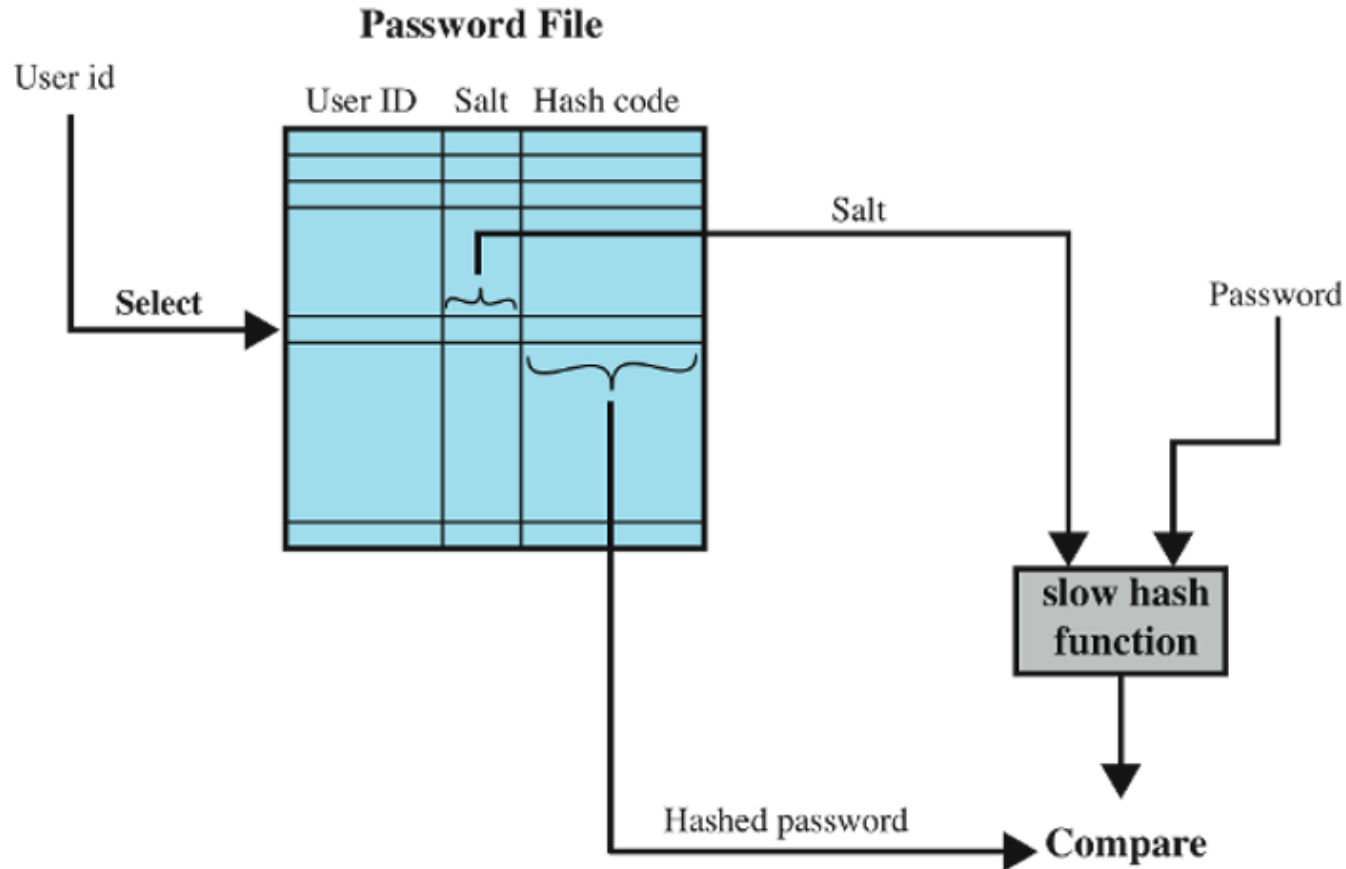 Password File
User id
User ID Salt Hash code
Salt
Select
Password
slow hash
function
Hashed password
Compare